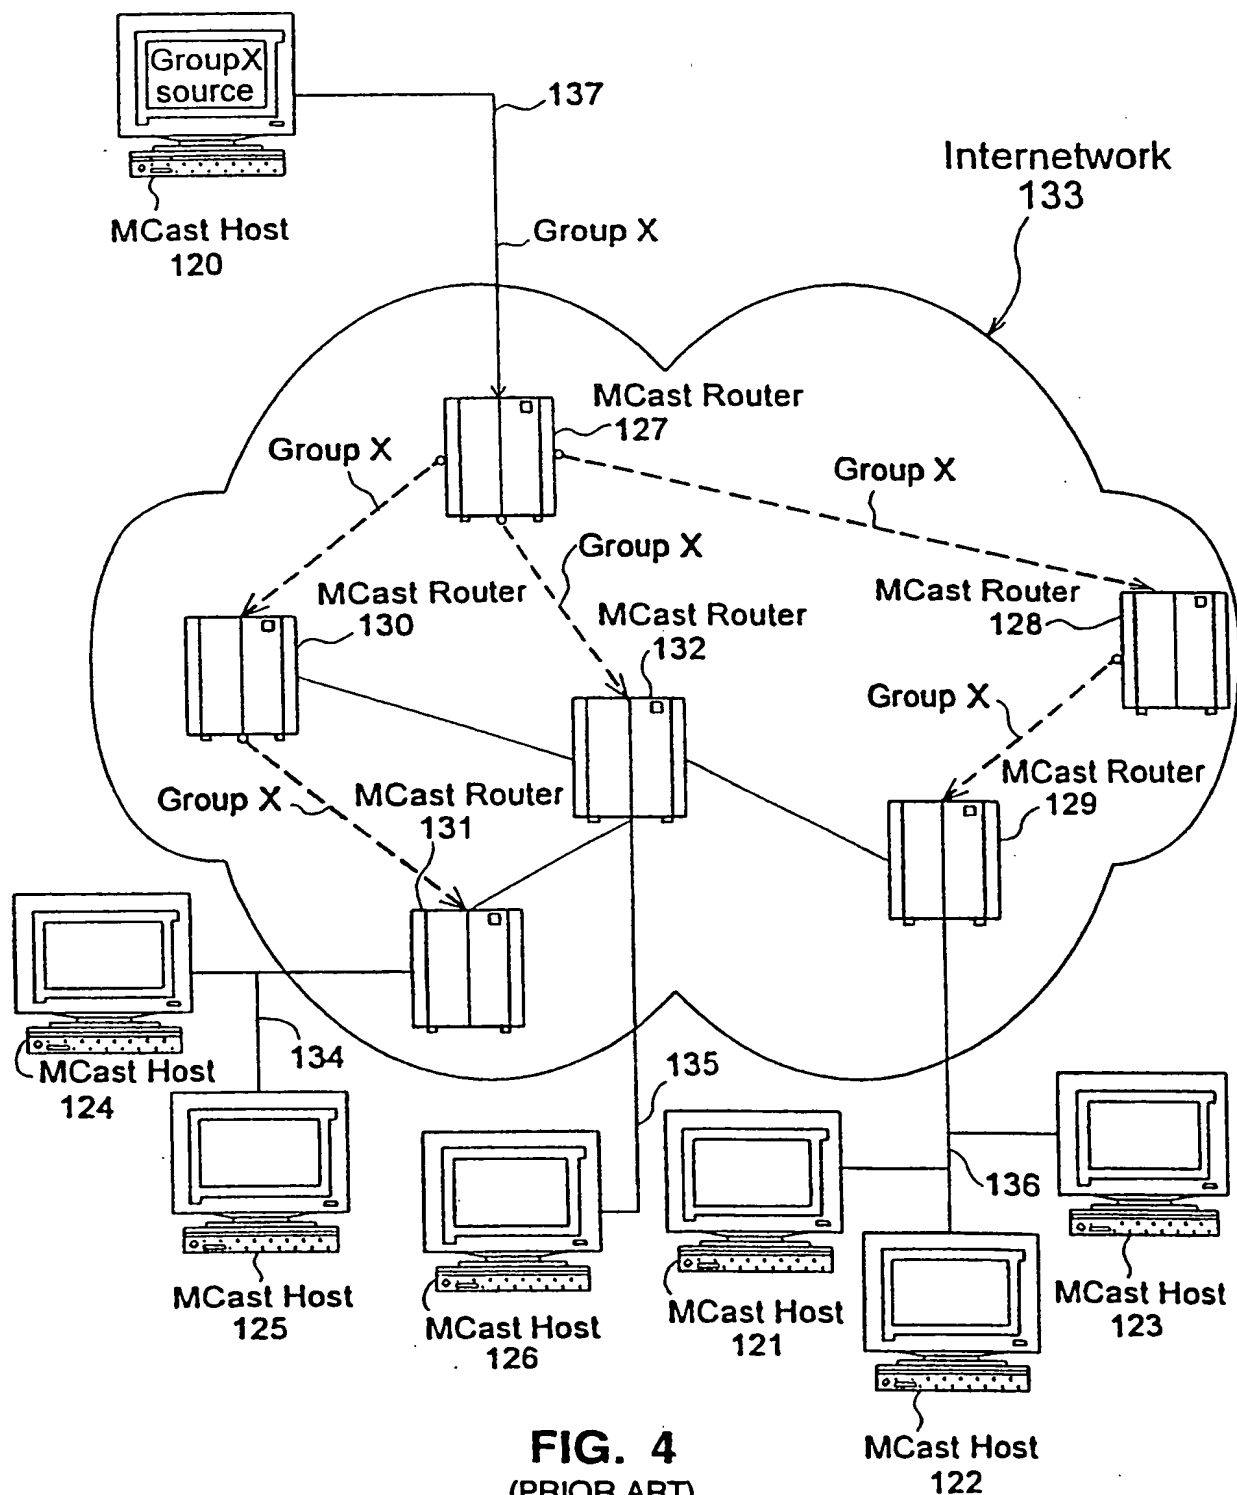 GroupX
source
137
Internetwork
133
MCast Host
120
Group X
MCast Router
127
Group X
Group X
Group X
MCast Router
130
MCast Router
132
MCast Router
128
Group X
Group X
MCast Router
131
MCast Router
129
134
MCast Host
124
135
136
MCast Host
125
MCast Host
126
MCast Host
121
MCast Host
123
MCast Host
122
FIG. 4
(PRIOR ART)